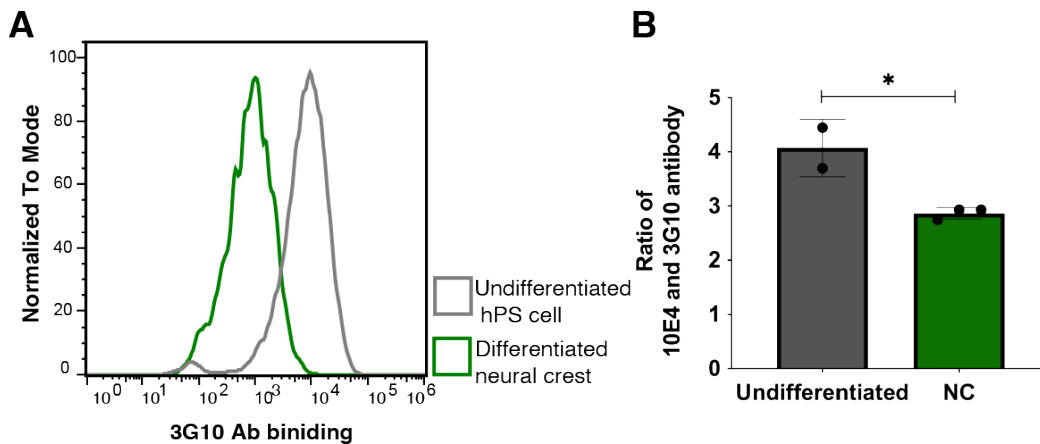 A
B
Normalized To Mode
100
80
60
40
20
0
10^0 10^1 10^2 10^3 10^4 10^5 10^6
3G10 Ab biniding
Undifferentiated
hPS cell
Differentiated
neural crest
Ratio of
10E4 and 3G10 antibody
*
5
4
3
2
1
0
Undifferentiated NC